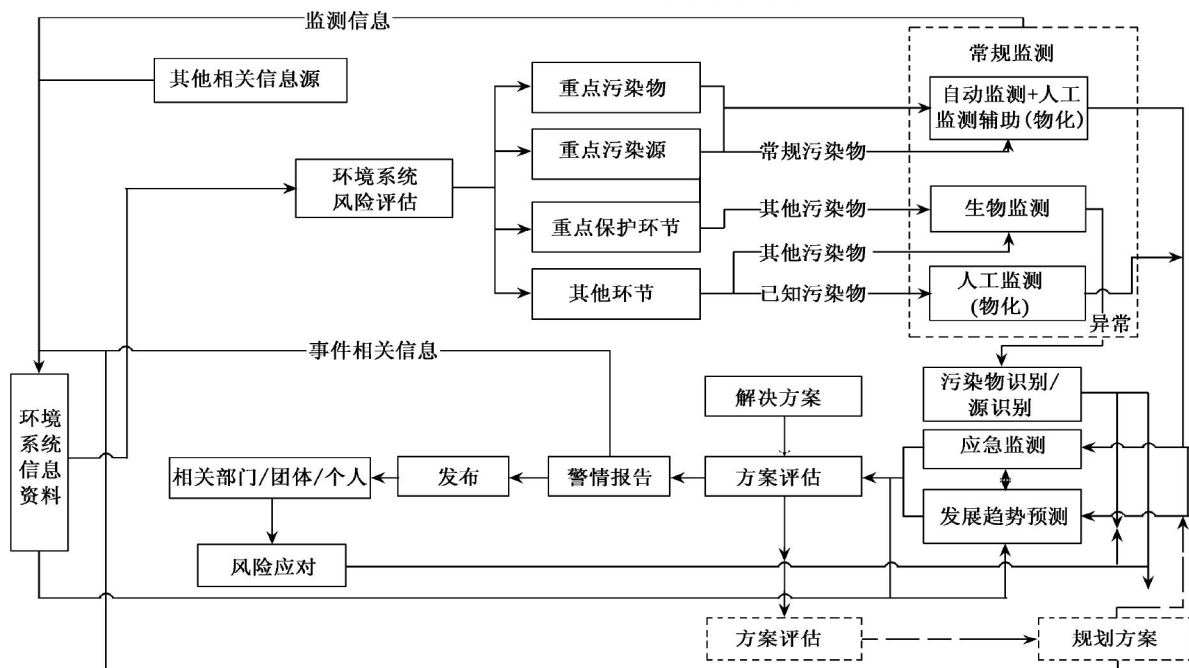 监测信息
常规监测
其他相关信息源
重点污染物
自动监测+人工
监测辅助(物化)
重点污染源
常规污染物
环境系统
风险评估
重点保护环节
其他污染物
生物监测
其他污染物
其他环节
已知污染物
人工监测
(物化)
异常
事件相关信息
环境
系统
信息
资料
解决方案
污染物识别/
源识别
应急监测
相关部门/团体/个人
发布
警情报告
方案评估
发展趋势预测
风险应对
方案评估
规划方案